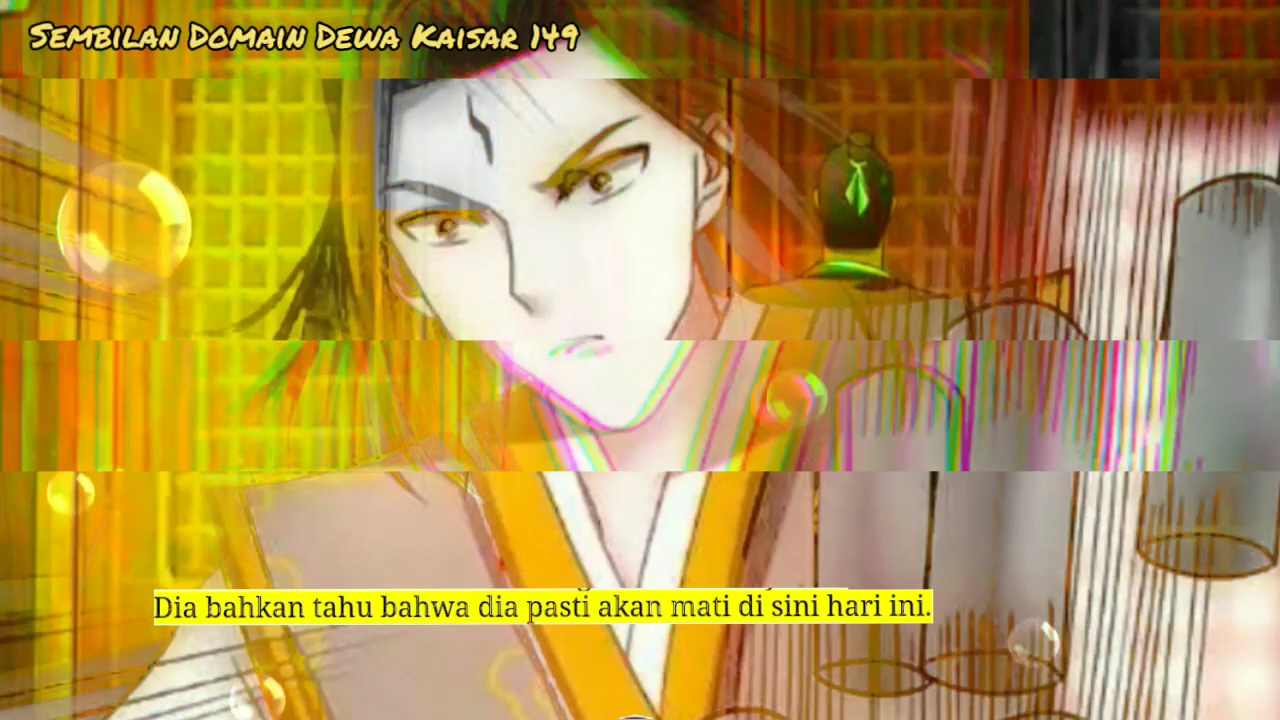 Sembilan Domain Dewa Kaisar 149
Dia bahkan tahu bahwa dia pasti akan mati di sini hari ini.